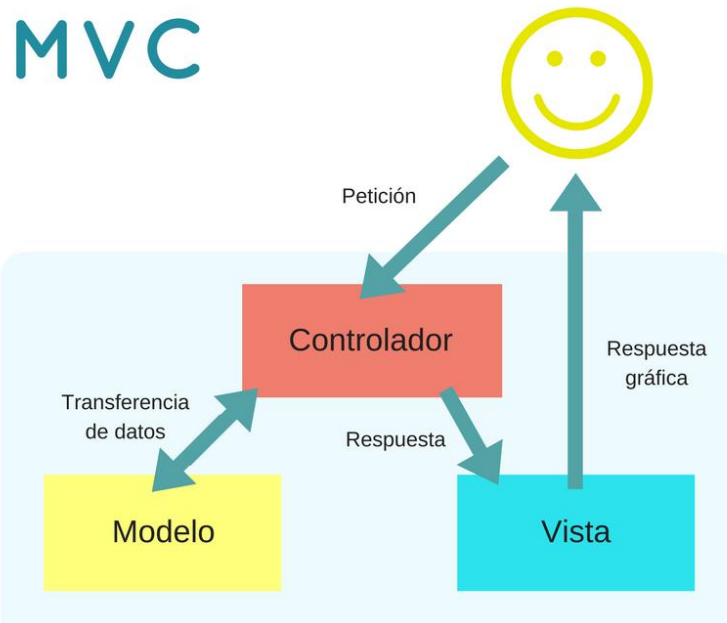 MVC
Petición
Controlador
Respuesta
gráfica
Transferencia
de datos
Respuesta
Modelo
Vista